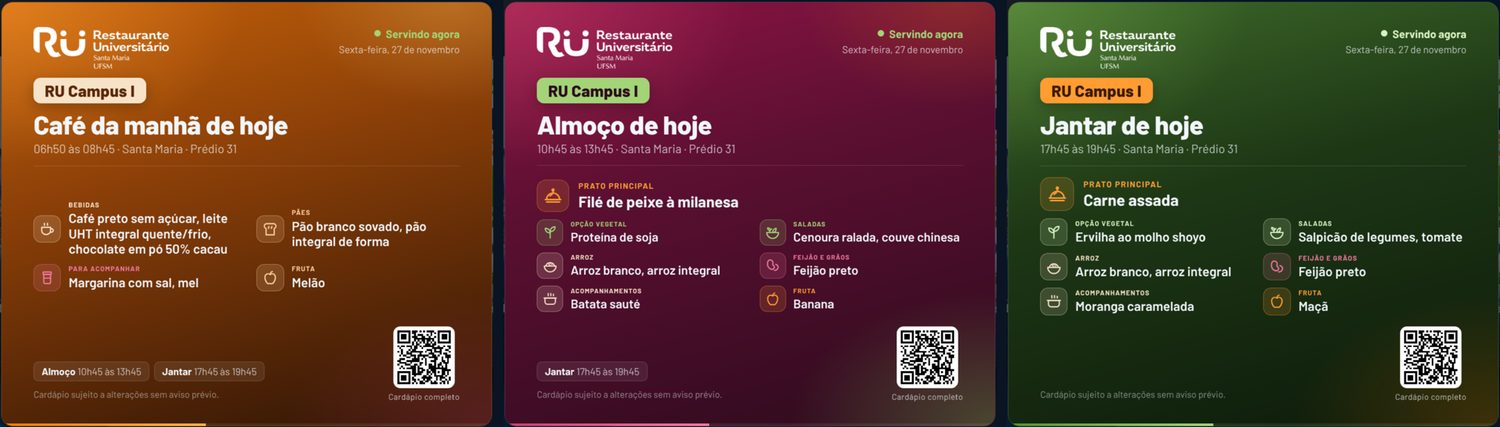 RU Restaurante
Universitário
Santa Maria
UFSM
Servindo agora
Sexta-feira, 27 de novembro
RU Campus I
Café da manhã de hoje
06h50 às 08h45 · Santa Maria · Prédio 31
BEBIDAS
Café preto sem açúcar, leite
UHT integral quente/frio,
chocolate em pó 50% cacau
PÃES
Pão branco sovado, pão
integral de forma
PARA ACOMPANHAR
Margarina com sal, mel
FRUTA
Melão
Almoço 10h45 às 13h45
Jantar 17h45 às 19h45
Cardápio sujeito a alterações sem aviso prévio.
Cardápio completo
RU Restaurante
Universitário
Santa Maria
UFSM
Servindo agora
Sexta-feira, 27 de novembro
RU Campus I
Almoço de hoje
10h45 às 13h45 · Santa Maria · Prédio 31
PRATO PRINCIPAL
Filé de peixe à milanesa
OPÇÃO VEGETAL
Proteína de soja
SALADAS
Cenoura ralada, couve chinesa
ARROZ
Arroz branco, arroz integral
FEIJÃO E GRÃOS
Feijão preto
ACOMPANHAMENTOS
Batata sauté
FRUTA
Banana
Jantar 17h45 às 19h45
Cardápio sujeito a alterações sem aviso prévio.
Cardápio completo
RU Restaurante
Universitário
Santa Maria
UFSM
Servindo agora
Sexta-feira, 27 de novembro
RU Campus I
Jantar de hoje
17h45 às 19h45 · Santa Maria · Prédio 31
PRATO PRINCIPAL
Carne assada
OPÇÃO VEGETAL
Ervilha ao molho shoyo
SALADAS
Salpicão de legumes, tomate
ARROZ
Arroz branco, arroz integral
FEIJÃO E GRÃOS
Feijão preto
ACOMPANHAMENTOS
Moranga caramelada
FRUTA
Maçã
Cardápio sujeito a alterações sem aviso prévio.
Cardápio completo